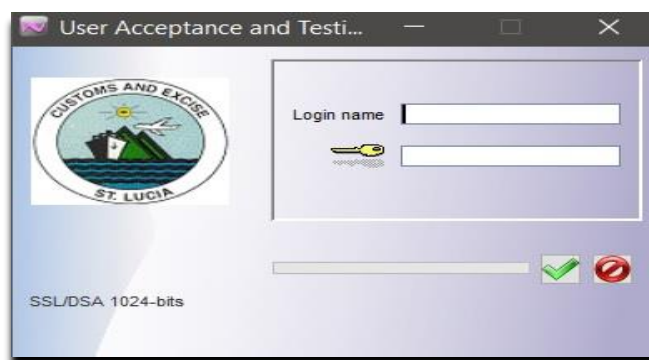 User Acceptance and Testi...
CUSTOMS AND EXCISE
ST. LUCIA
Login name
SSL/DSA 1024-bits